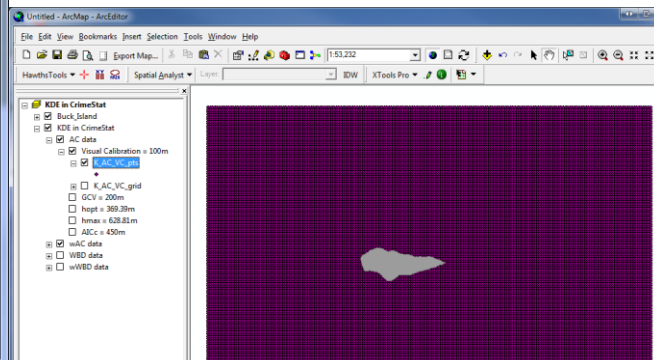 Untitled - ArcMap - ArcEditor
File Edit View Bookmarks Insert Selection Tools Window Help
Export Map... 1:53,232
HawthsTools Spatial Analyst Layer: IDW XTools Pro
KDE in CrimeStat
Buck_Island
KDE in CrimeStat
AC data
Visual Calibration = 100m
K_AC_VC_pts
K_AC_VC_grid
GCV = 200m
hopt = 369.39m
hmax = 628.81m
AICc = 450m
wAC data
WBD data
wWBD data